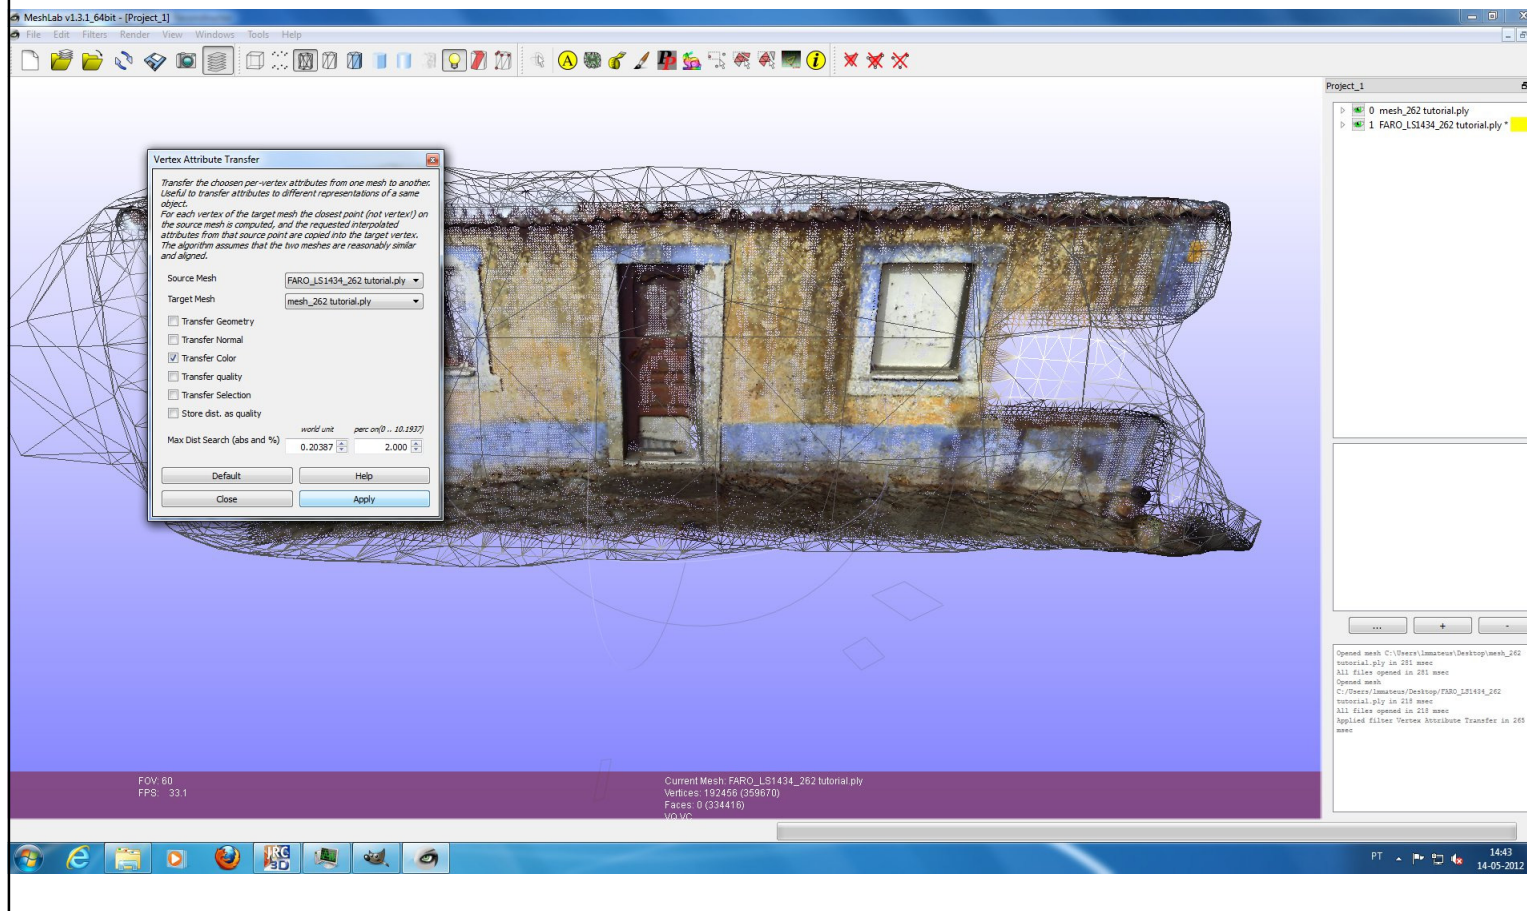 MeshLab v1.3.1_64bit - [Project_1]
File Edit Filters Render View Windows Tools Help
Project_1
0 mesh_262 tutorial.ply
1 FARO_LS1434_262 tutorial.ply *
Vertex Attribute Transfer
Transfer the choosen per-vertex attributes from one mesh to another.
Useful to transfer attributes to different representations of a same
object.
For each vertex of the target mesh the closest point (not vertex!) on
the source mesh is computed, and the requested interpolated
attributes from that source point are copied into the target vertex.
The algorithm assumes that the two meshes are reasonably similar
and aligned.
Source Mesh FARO_LS1434_262 tutorial.ply
Target Mesh mesh_262 tutorial.ply
Transfer Geometry
Transfer Normal
Transfer Color
Transfer quality
Transfer Selection
Store dist. as quality
world unit perc on(0 .. 10.1937)
Max Dist Search (abs and %) 0.20387 2.000
Default Help
Close Apply
... + -
Opened mesh C:\Users\lmmateus\Desktop\mesh_262
tutorial.ply in 281 msec
All files opened in 281 msec
Opened mesh
C:/Users/lmmateus/Desktop/FARO_LS1434_262
tutorial.ply in 218 msec
All files opened in 218 msec
Applied filter Vertex Attribute Transfer in 265
msec
FOV: 60
FPS: 33.1
Current Mesh: FARO_LS1434_262 tutorial.ply
Vertices: 192456 (359670)
Faces: 0 (334416)
VQ VC
JRC
3D
PT
14:43
14-05-2012